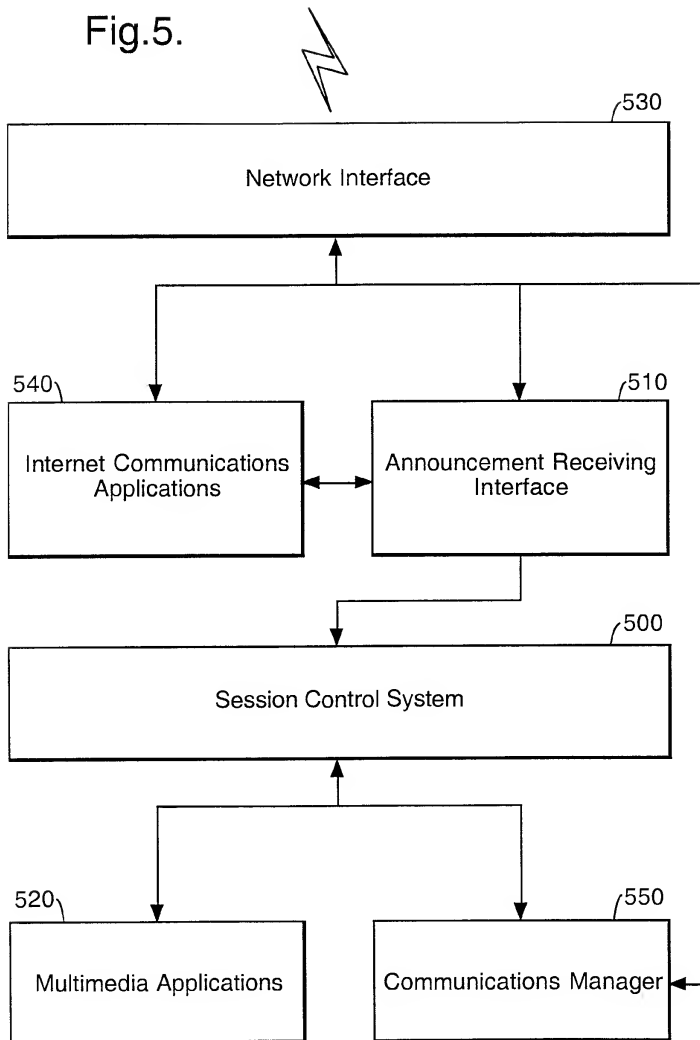 Fig.5.
530
Network Interface
540
510
Internet Communications
Applications
Announcement Receiving
Interface
500
Session Control System
520
550
Multimedia Applications
Communications Manager